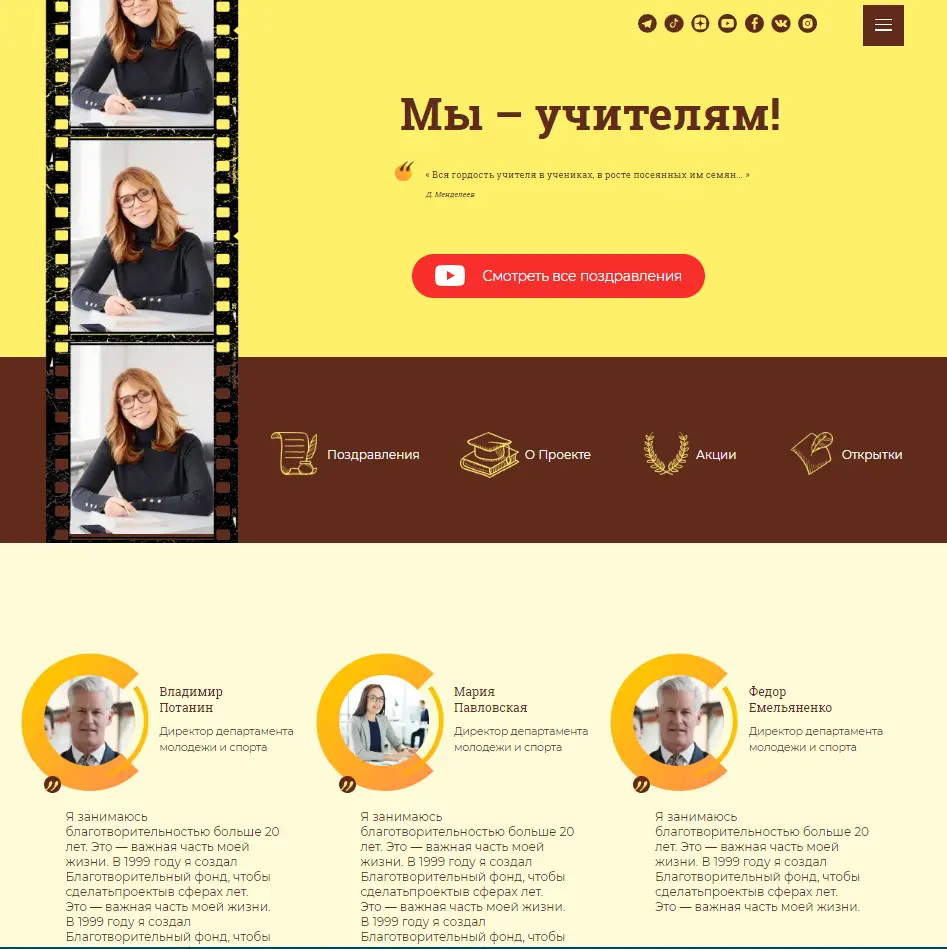 Мы – учителям!
« Вся гордость учителя в учениках, в росте посеянных им семян... »
Д. Менделеев
Смотреть все поздравления
Поздравления
О Проекте
Акции
Открытки
Владимир
Потанин
Директор департамента
молодежи и спорта
Я занимаюсь
благотворительностью больше 20
лет. Это — важная часть моей
жизни. В 1999 году я создал
Благотворительный фонд, чтобы
сделатьпроектыв сферах лет.
Это — важная часть моей жизни.
В 1999 году я создал
Благотворительный фонд, чтобы
Мария
Павловская
Директор департамента
молодежи и спорта
Я занимаюсь
благотворительностью больше 20
лет. Это — важная часть моей
жизни. В 1999 году я создал
Благотворительный фонд, чтобы
сделатьпроектыв сферах лет.
Это — важная часть моей жизни.
В 1999 году я создал
Благотворительный фонд, чтобы
Федор
Емельяненко
Директор департамента
молодежи и спорта
Я занимаюсь
благотворительностью больше 20
лет. Это — важная часть моей
жизни. В 1999 году я создал
Благотворительный фонд, чтобы
сделатьпроектыв сферах лет.
Это — важная часть моей жизни.